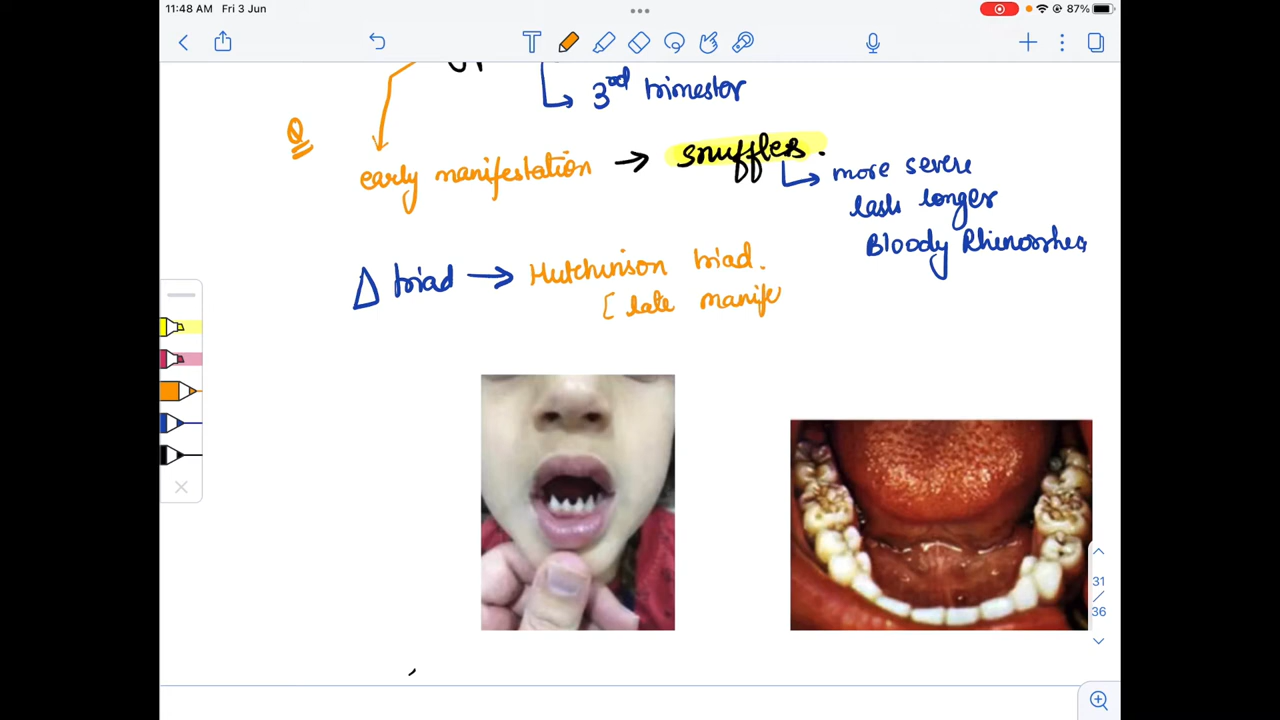 11:48 AM Fri 3 Jun
87%
T
3rd trimester
Q
early manifestation → snuffles.
more severe
lasts longer
Bloody Rhinorrhea
Δ triad → Hutchinson triad.
[ late manife
31
/
36